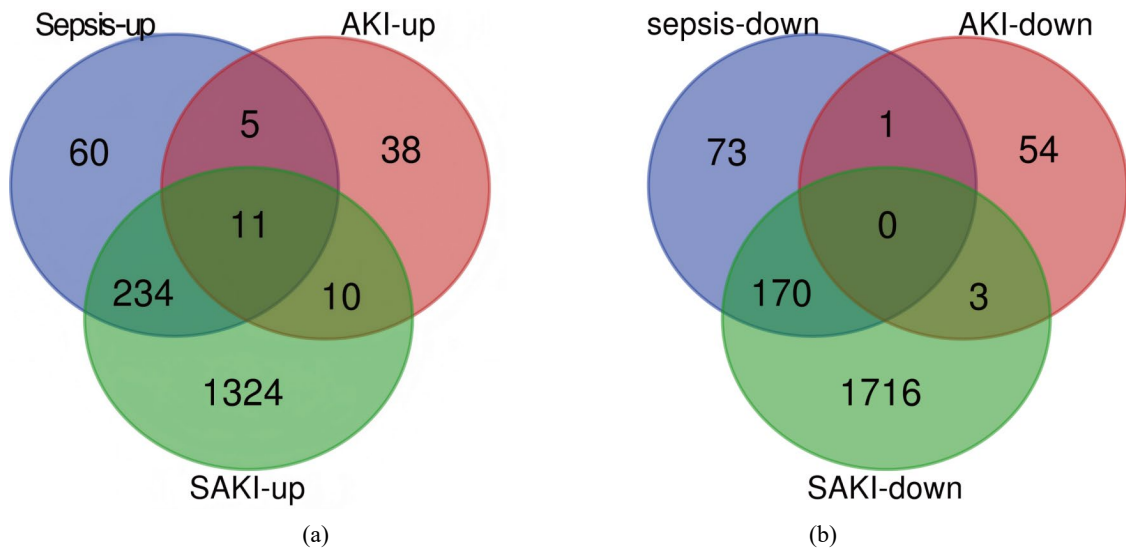 Sepsis-up AKI-up
5
60 38
11
234 10
1324
SAKI-up
(a)
sepsis-down AKI-down
1
73 54
0
170 3
1716
SAKI-down
(b)